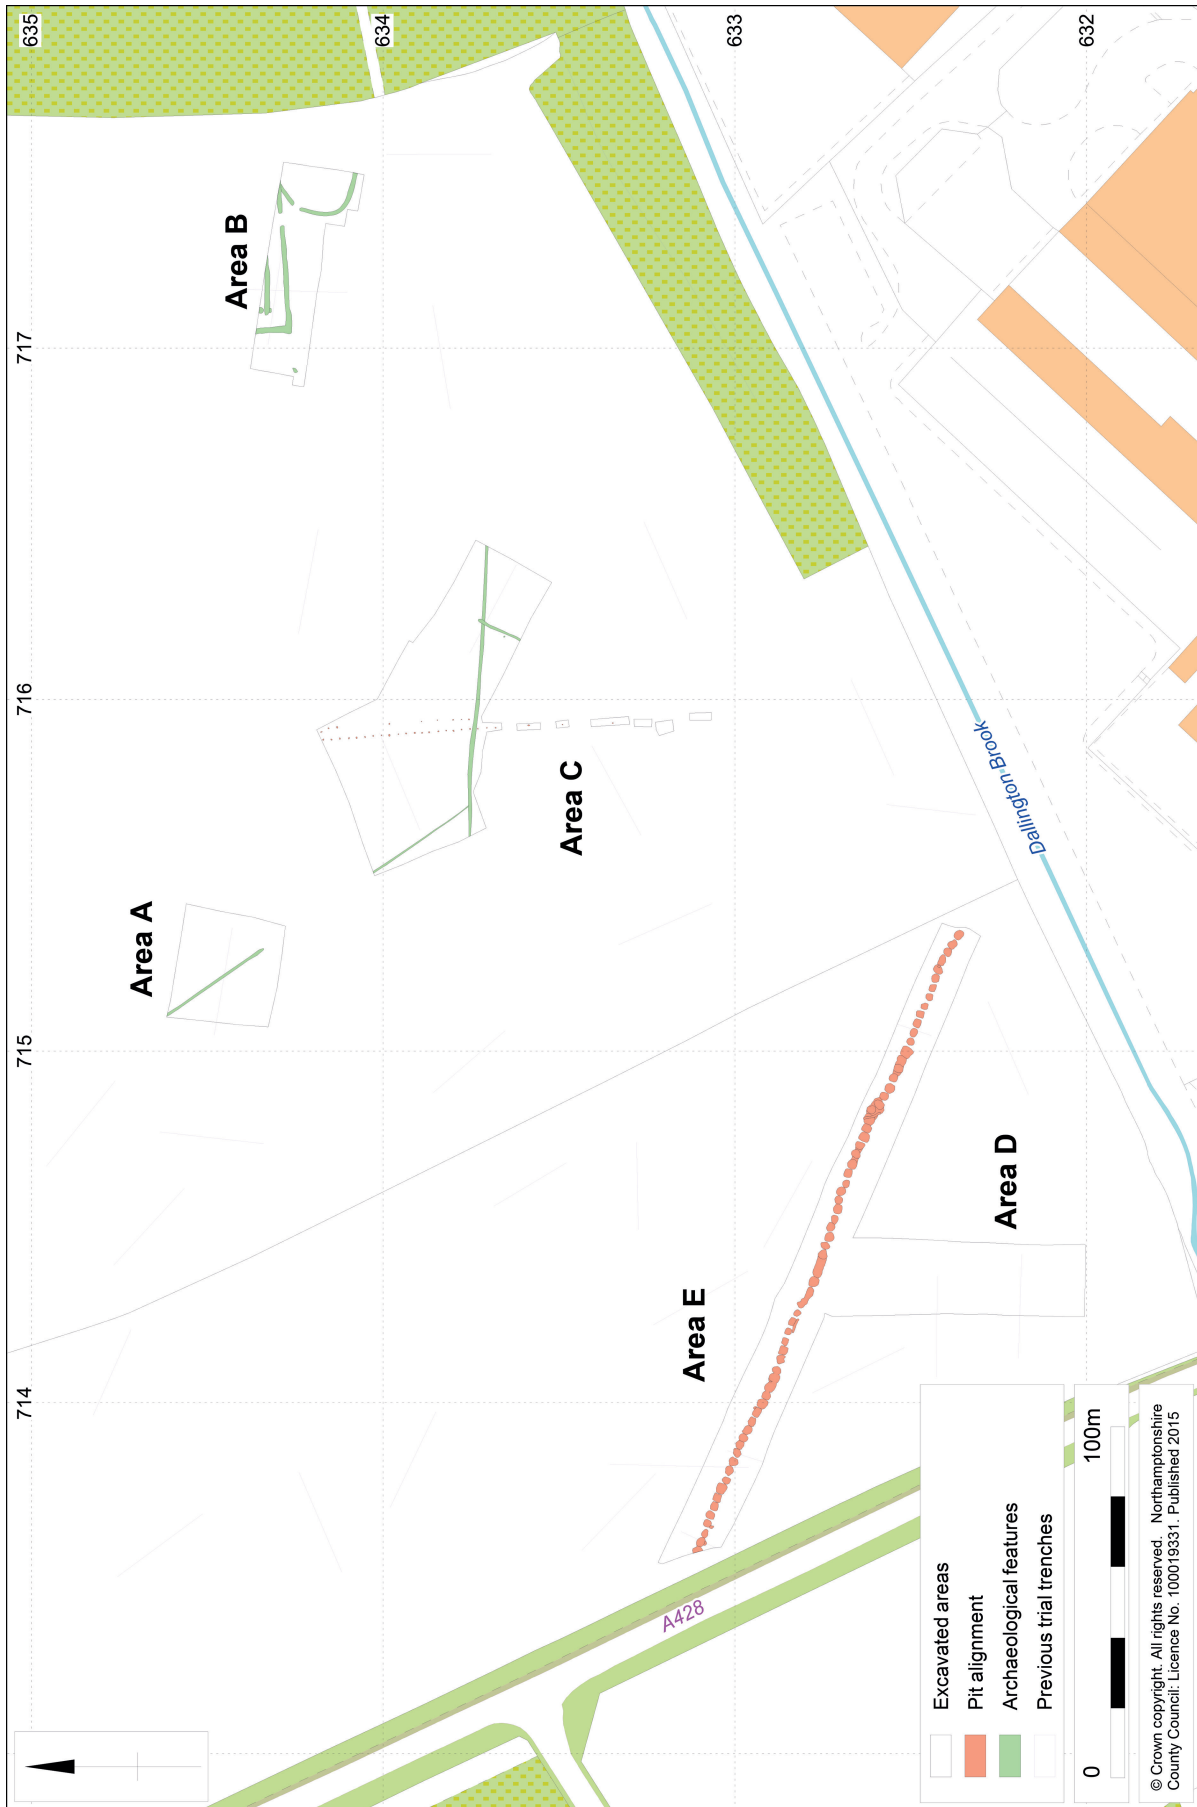 635
634
633
632
717
716
715
714
Area B
Area A
Area C
Area E
Area D
Dallington Brook
A428
Excavated areas
Pit alignment
Archaeological features
Previous trial trenches
0 100m
© Crown copyright. All rights reserved. Northamptonshire
County Council: Licence No. 100019331. Published 2015